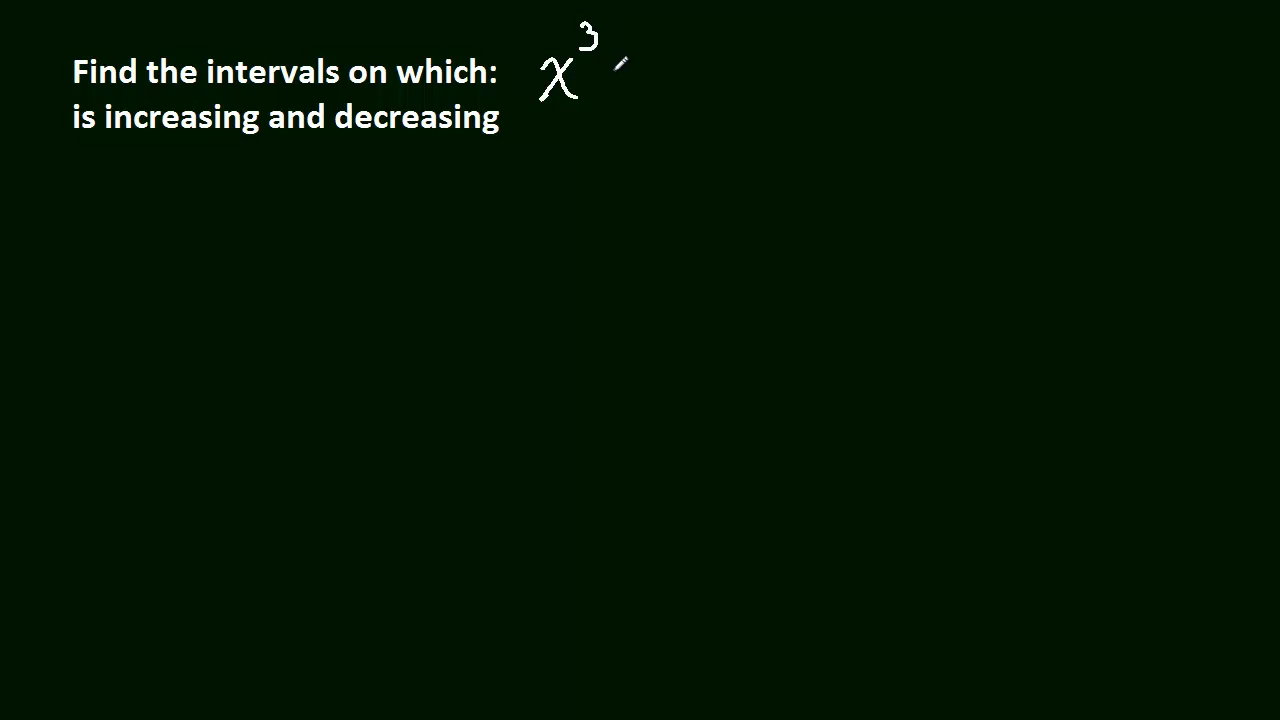 Find the intervals on which: x³
is increasing and decreasing